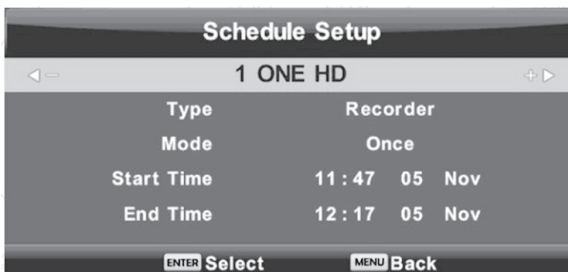 Schedule Setup
1 ONE HD
Type Recorder
Mode Once
Start Time 11:47 05 Nov
End Time 12:17 05 Nov
ENTER Select MENU Back